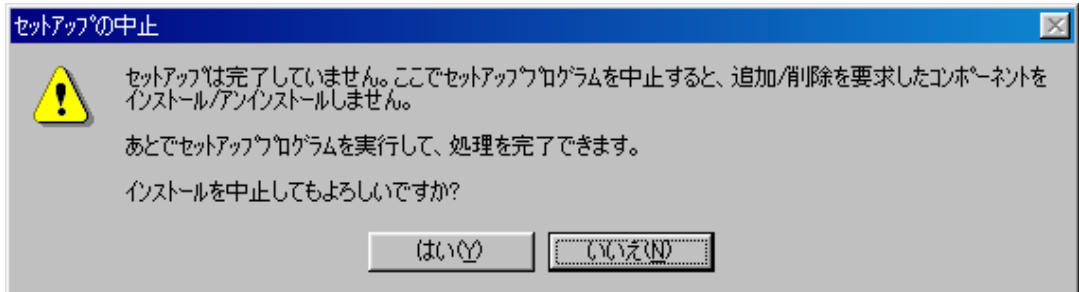 セットアップの中止
セットアップは完了していません。ここでセットアッププログラムを中止すると、追加/削除を要求したコンポーネントを
インストール/アンインストールしません。
あとでセットアッププログラムを実行して、処理を完了できます。
インストールを中止してもよろしいですか?
はい(Y) いいえ(N)